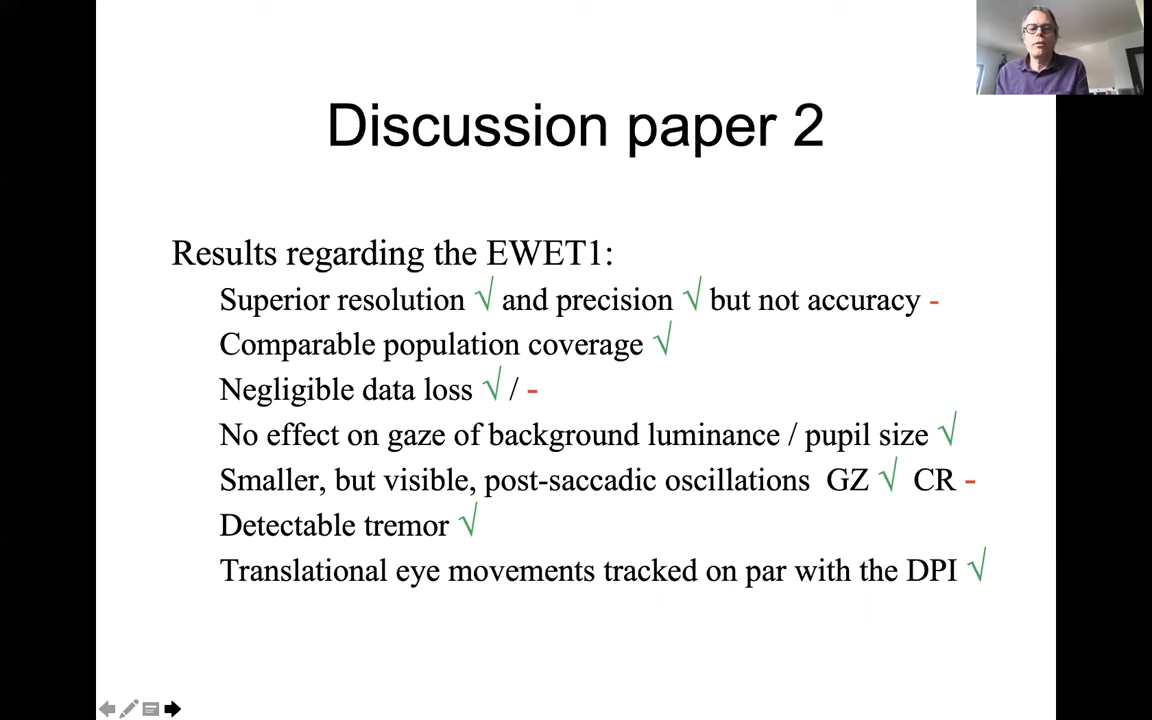 Discussion paper 2
Results regarding the EWET1:
Superior resolution √ and precision √ but not accuracy -
Comparable population coverage √
Negligible data loss √ / -
No effect on gaze of background luminance / pupil size √
Smaller, but visible, post-saccadic oscillations GZ √ CR -
Detectable tremor √
Translational eye movements tracked on par with the DPI √